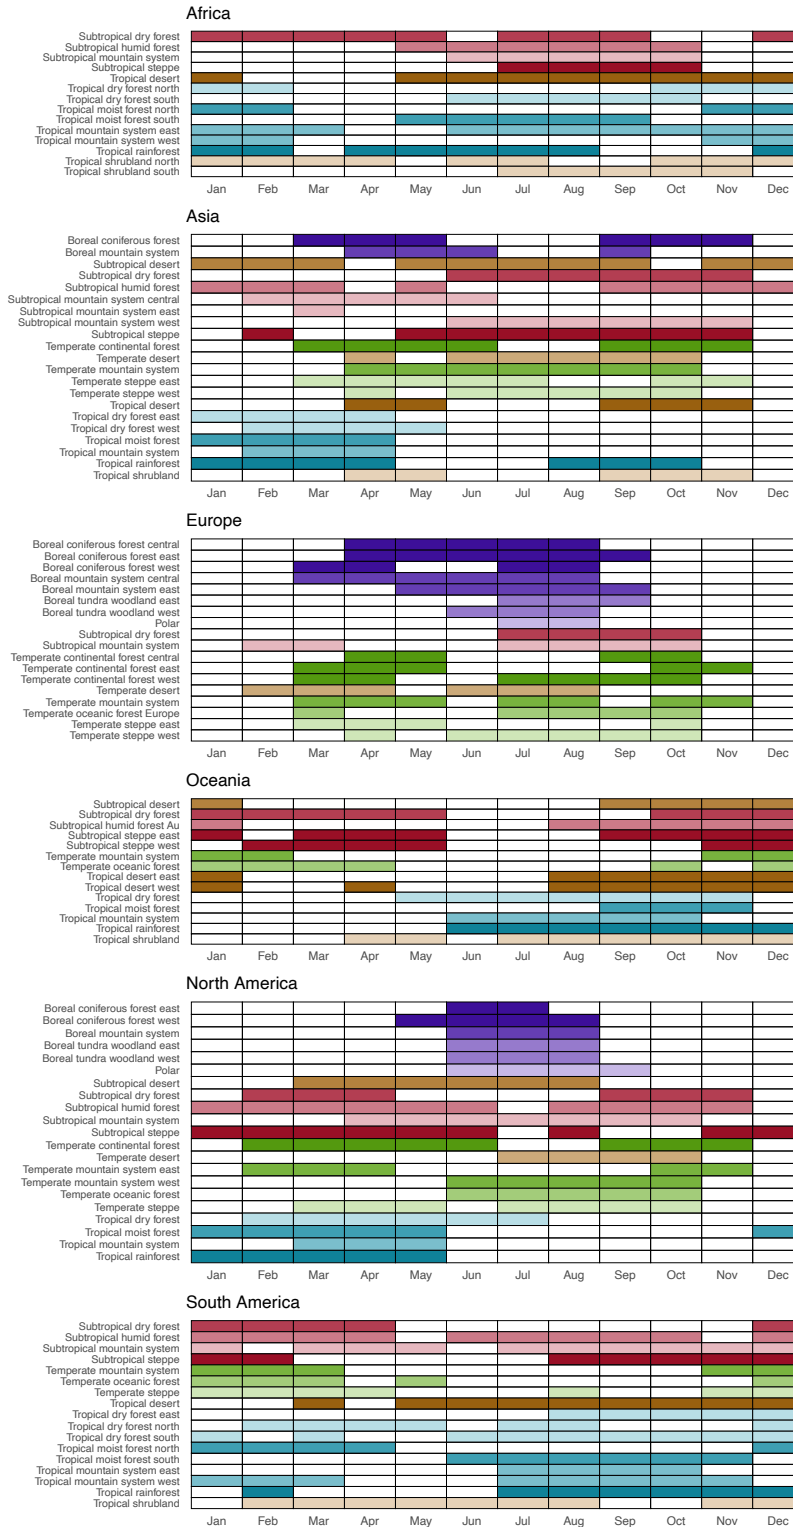 Africa
Subtropical dry forest
Subtropical humid forest
Subtropical mountain system
Subtropical steppe
Tropical desert
Tropical dry forest north
Tropical dry forest south
Tropical moist forest north
Tropical moist forest south
Tropical mountain system east
Tropical mountain system west
Tropical rainforest
Tropical shrubland north
Tropical shrubland south
Jan Feb Mar Apr May Jun Jul Aug Sep Oct Nov Dec
Asia
Boreal coniferous forest
Boreal mountain system
Subtropical desert
Subtropical dry forest
Subtropical humid forest
Subtropical mountain system central
Subtropical mountain system east
Subtropical mountain system west
Subtropical steppe
Temperate continental forest
Temperate desert
Temperate mountain system
Temperate steppe east
Temperate steppe west
Tropical desert
Tropical dry forest east
Tropical dry forest west
Tropical moist forest
Tropical mountain system
Tropical rainforest
Tropical shrubland
Jan Feb Mar Apr May Jun Jul Aug Sep Oct Nov Dec
Europe
Boreal coniferous forest central
Boreal coniferous forest east
Boreal coniferous forest west
Boreal mountain system central
Boreal mountain system east
Boreal tundra woodland east
Boreal tundra woodland west
Polar
Subtropical dry forest
Subtropical mountain system
Temperate continental forest central
Temperate continental forest east
Temperate continental forest west
Temperate desert
Temperate mountain system
Temperate oceanic forest Europe
Temperate steppe east
Temperate steppe west
Jan Feb Mar Apr May Jun Jul Aug Sep Oct Nov Dec
Oceania
Subtropical desert
Subtropical dry forest
Subtropical humid forest Au
Subtropical steppe east
Subtropical steppe west
Temperate mountain system
Temperate oceanic forest
Tropical desert east
Tropical desert west
Tropical dry forest
Tropical moist forest
Tropical mountain system
Tropical rainforest
Tropical shrubland
Jan Feb Mar Apr May Jun Jul Aug Sep Oct Nov Dec
North America
Boreal coniferous forest east
Boreal coniferous forest west
Boreal mountain system
Boreal tundra woodland east
Boreal tundra woodland west
Polar
Subtropical desert
Subtropical dry forest
Subtropical humid forest
Subtropical mountain system
Subtropical steppe
Temperate continental forest
Temperate desert
Temperate mountain system east
Temperate mountain system west
Temperate oceanic forest
Temperate steppe
Tropical dry forest
Tropical moist forest
Tropical mountain system
Tropical rainforest
Jan Feb Mar Apr May Jun Jul Aug Sep Oct Nov Dec
South America
Subtropical dry forest
Subtropical humid forest
Subtropical mountain system
Subtropical steppe
Temperate mountain system
Temperate oceanic forest
Temperate steppe
Tropical desert
Tropical dry forest east
Tropical dry forest north
Tropical dry forest south
Tropical moist forest north
Tropical moist forest south
Tropical mountain system east
Tropical mountain system west
Tropical rainforest
Tropical shrubland
Jan Feb Mar Apr May Jun Jul Aug Sep Oct Nov Dec